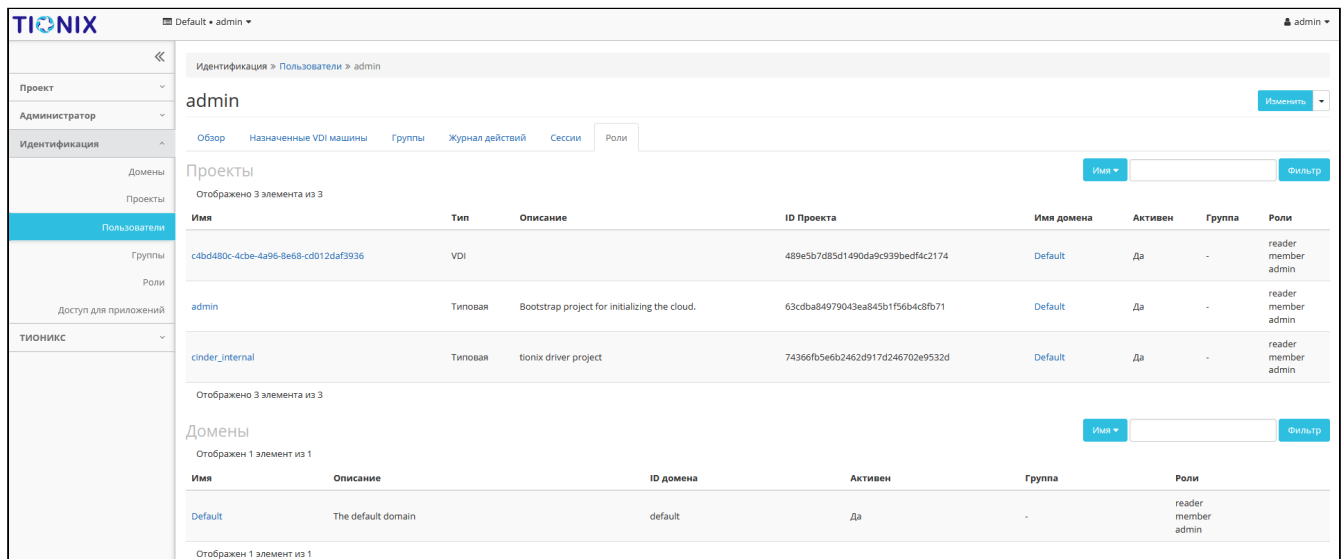 TIONIX
Default • admin
admin
Идентификация » Пользователи » admin
Проект
Администратор
Идентификация
Домены
Проекты
Пользователи
Группы
Роли
Доступ для приложений
ТИОНИКС
admin
Изменить
Обзор Назначенные VDI машины Группы Журнал действий Сессии Роли
Проекты
Имя Фильтр
Отображено 3 элемента из 3
Имя Тип Описание ID Проекта Имя домена Активен Группа Роли
c4bd480c-4cbe-4a96-8e68-cd012daf3936 VDI 489e5b7d85d1490da9c939bedf4c2174 Default Да - reader
member
admin
admin Типовая Bootstrap project for initializing the cloud. 63cdba84979043ea845b1f56b4c8fb71 Default Да - reader
member
admin
cinder_internal Типовая tionix driver project 74366fb5e6b2462d917d246702e9532d Default Да - reader
member
admin
Отображено 3 элемента из 3
Домены
Имя Фильтр
Отображен 1 элемент из 1
Имя Описание ID домена Активен Группа Роли
Default The default domain default Да - reader
member
admin
Отображен 1 элемент из 1